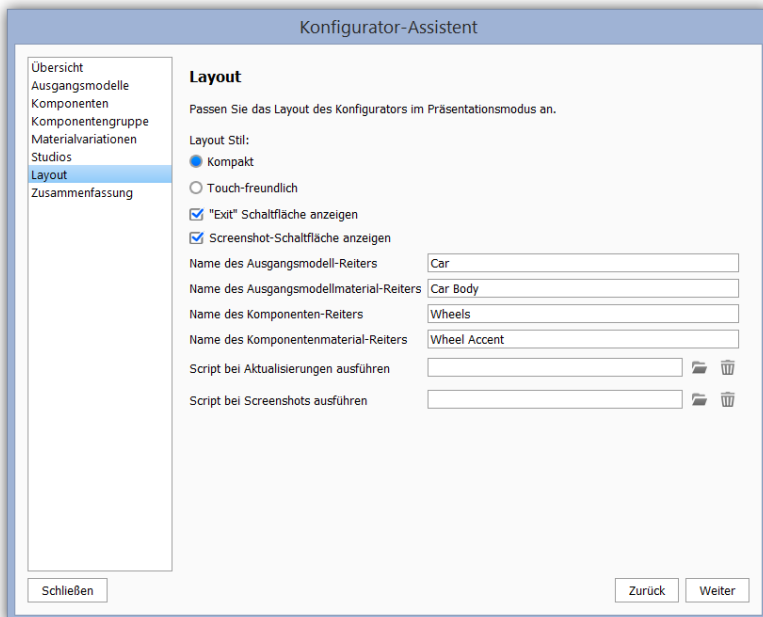 Konfigurator-Assistent
Übersicht
Ausgangsmodelle
Komponenten
Komponentengruppe
Materialvariationen
Studios
Layout
Zusammenfassung
Layout
Passen Sie das Layout des Konfigurators im Präsentationsmodus an.
Layout Stil:
Kompakt
Touch-freundlich
"Exit" Schaltfläche anzeigen
Screenshot-Schaltfläche anzeigen
Name des Ausgangsmodell-Reiters Car
Name des Ausgangsmodellmaterial-Reiters Car Body
Name des Komponenten-Reiters Wheels
Name des Komponentenmaterial-Reiters Wheel Accent
Script bei Aktualisierungen ausführen
Script bei Screenshots ausführen
Schließen Zurück Weiter